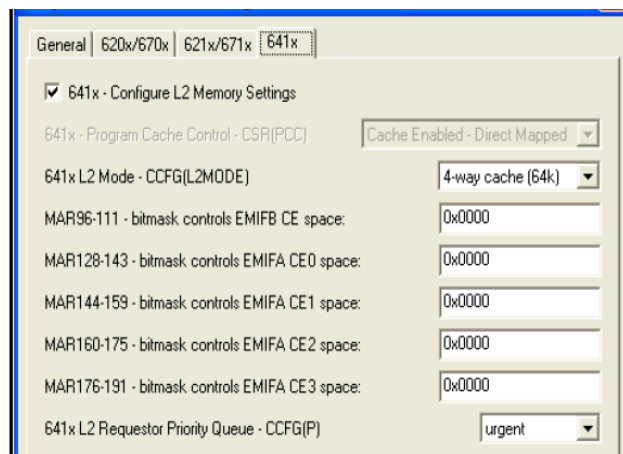 General 620x/670x 621x/671x 641x
641x - Configure L2 Memory Settings
641x - Program Cache Control - CSR(PCC) Cache Enabled - Direct Mapped
641x L2 Mode - CCFG(L2MODE) 4-way cache (64k)
MAR96-111 - bitmask controls EMIFB CE space: 0x0000
MAR128-143 - bitmask controls EMIFA CE0 space: 0x0000
MAR144-159 - bitmask controls EMIFA CE1 space: 0x0000
MAR160-175 - bitmask controls EMIFA CE2 space: 0x0000
MAR176-191 - bitmask controls EMIFA CE3 space: 0x0000
641x L2 Requestor Priority Queue - CCFG(P) urgent